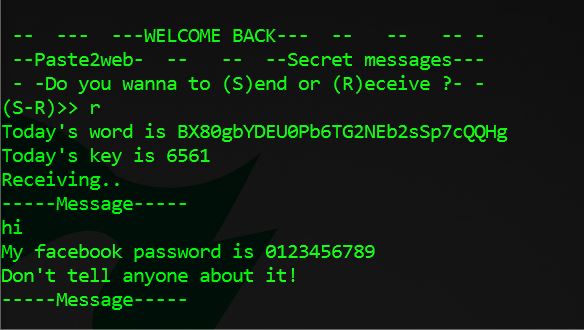 -- --- ---WELCOME BACK--- -- -- -- -
--Paste2web- -- -- --Secret messages---
- -Do you wanna to (S)end or (R)eceive ?- -
(S-R)>> r
Today's word is BX80gbYDEU0Pb6TG2NEb2sSp7cQQHg
Today's key is 6561
Receiving..
-----Message-----
hi
My facebook password is 0123456789
Don't tell anyone about it!
-----Message-----